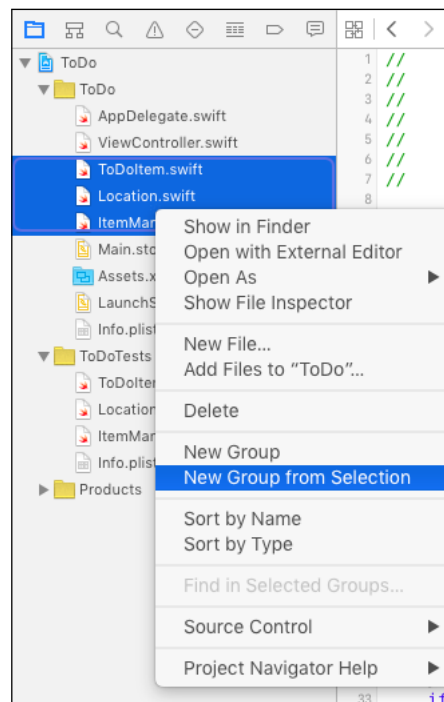 ToDo
ToDo
AppDelegate.swift
ViewController.swift
ToDoItem.swift
Location.swift
ItemMan
Main.sto
Assets.x
LaunchS
Info.plist
ToDoTests
ToDoIte
Location
ItemMar
Info.plist
Products
Show in Finder
Open with External Editor
Open As
Show File Inspector
New File...
Add Files to “ToDo”...
Delete
New Group
New Group from Selection
Sort by Name
Sort by Type
Find in Selected Groups...
Source Control
Project Navigator Help
1 //
2 //
3 //
4 //
5 //
6 //
7 //
8
33 if